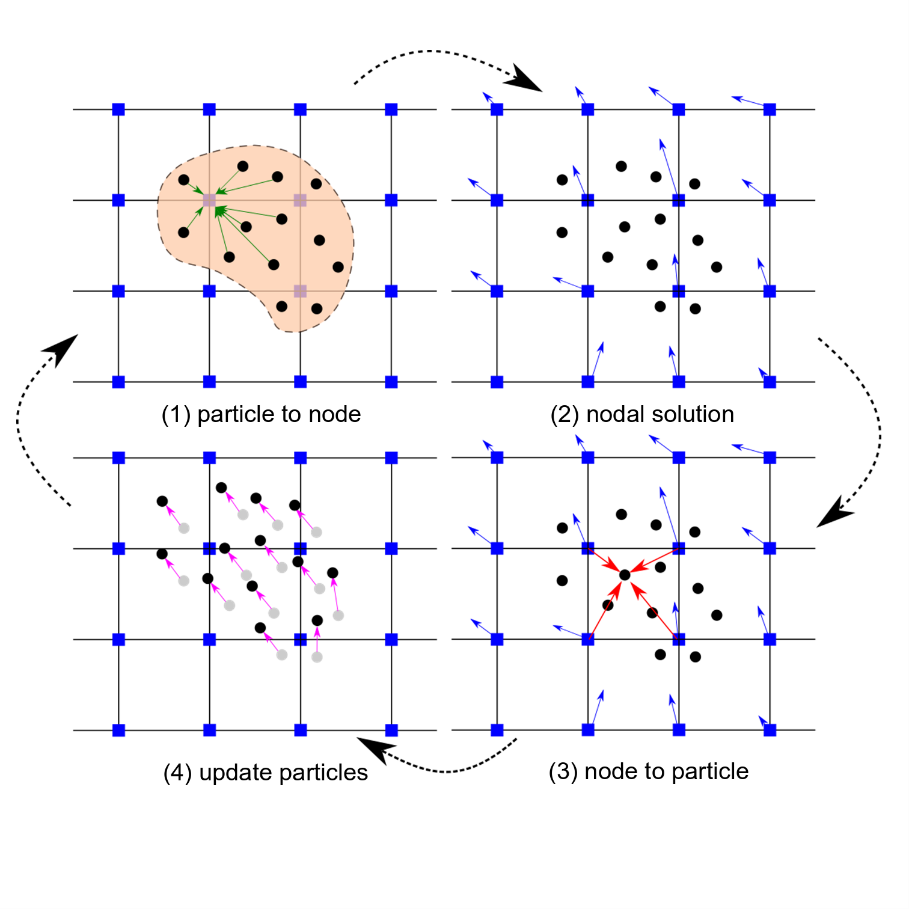 (1) particle to node
(2) nodal solution
(4) update particles
(3) node to particle